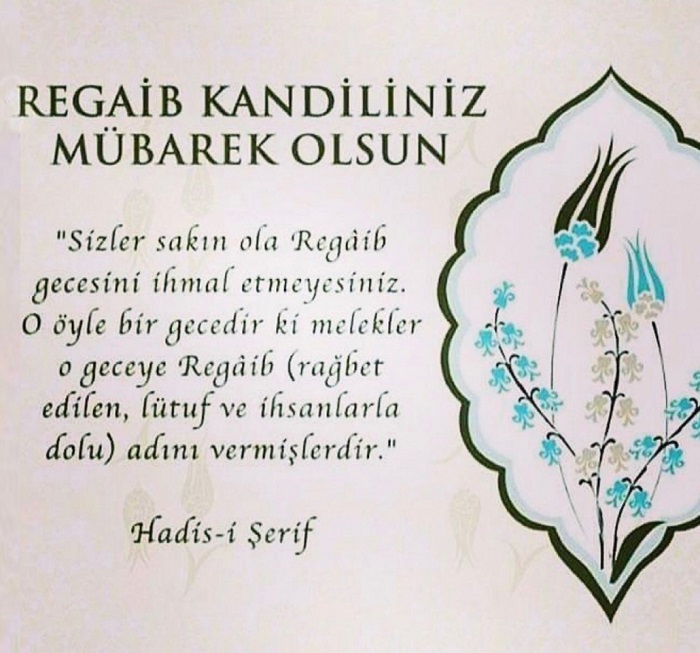 REGAİB KANDİLİNİZ
MÜBAREK OLSUN
"Sizler sakın ola Regâib
gecesini ihmal etmeyesiniz.
O öyle bir gecedir ki melekler
o geceye Regâib (rağbet
edilen, lütuf ve ihsanlarla
dolu) adını vermişlerdir."
Hadis-i Şerif